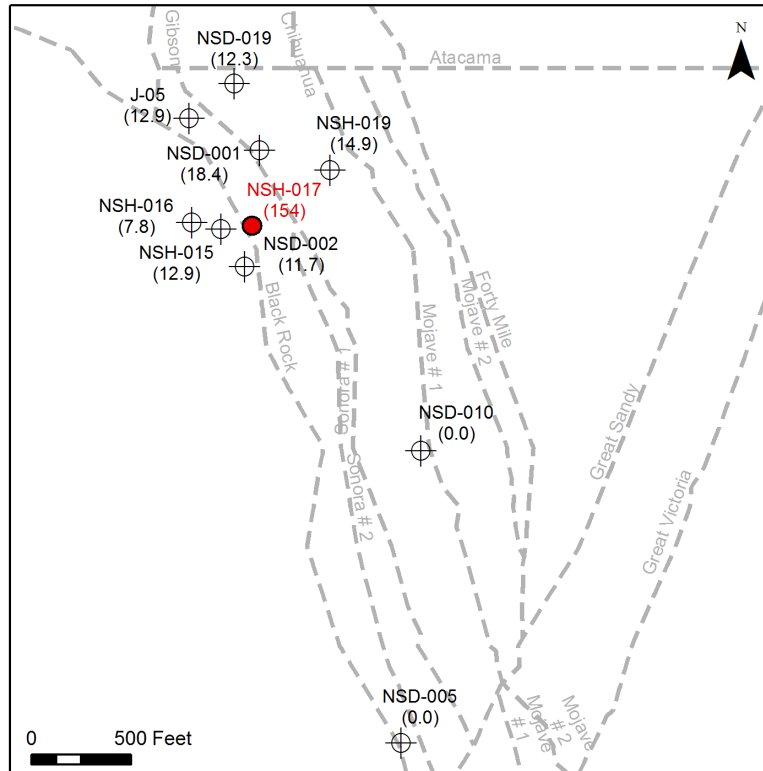 N
Gibson
Chihuahua
NSD-019
(12.3)
Atacama
J-05
(12.9)
NSH-019
(14.9)
NSD-001
(18.4)
NSH-017
(154)
NSH-016
(7.8)
NSD-002
(11.7)
NSH-015
(12.9)
Black Rock
Forty Mile
Mojave # 2
Mojave # 1
Sonora # 1
NSD-010
(0.0)
Great Sandy
Sonora # 2
Great Victoria
NSD-005
(0.0)
Mojave
# 1
Mojave
# 2
0 500 Feet